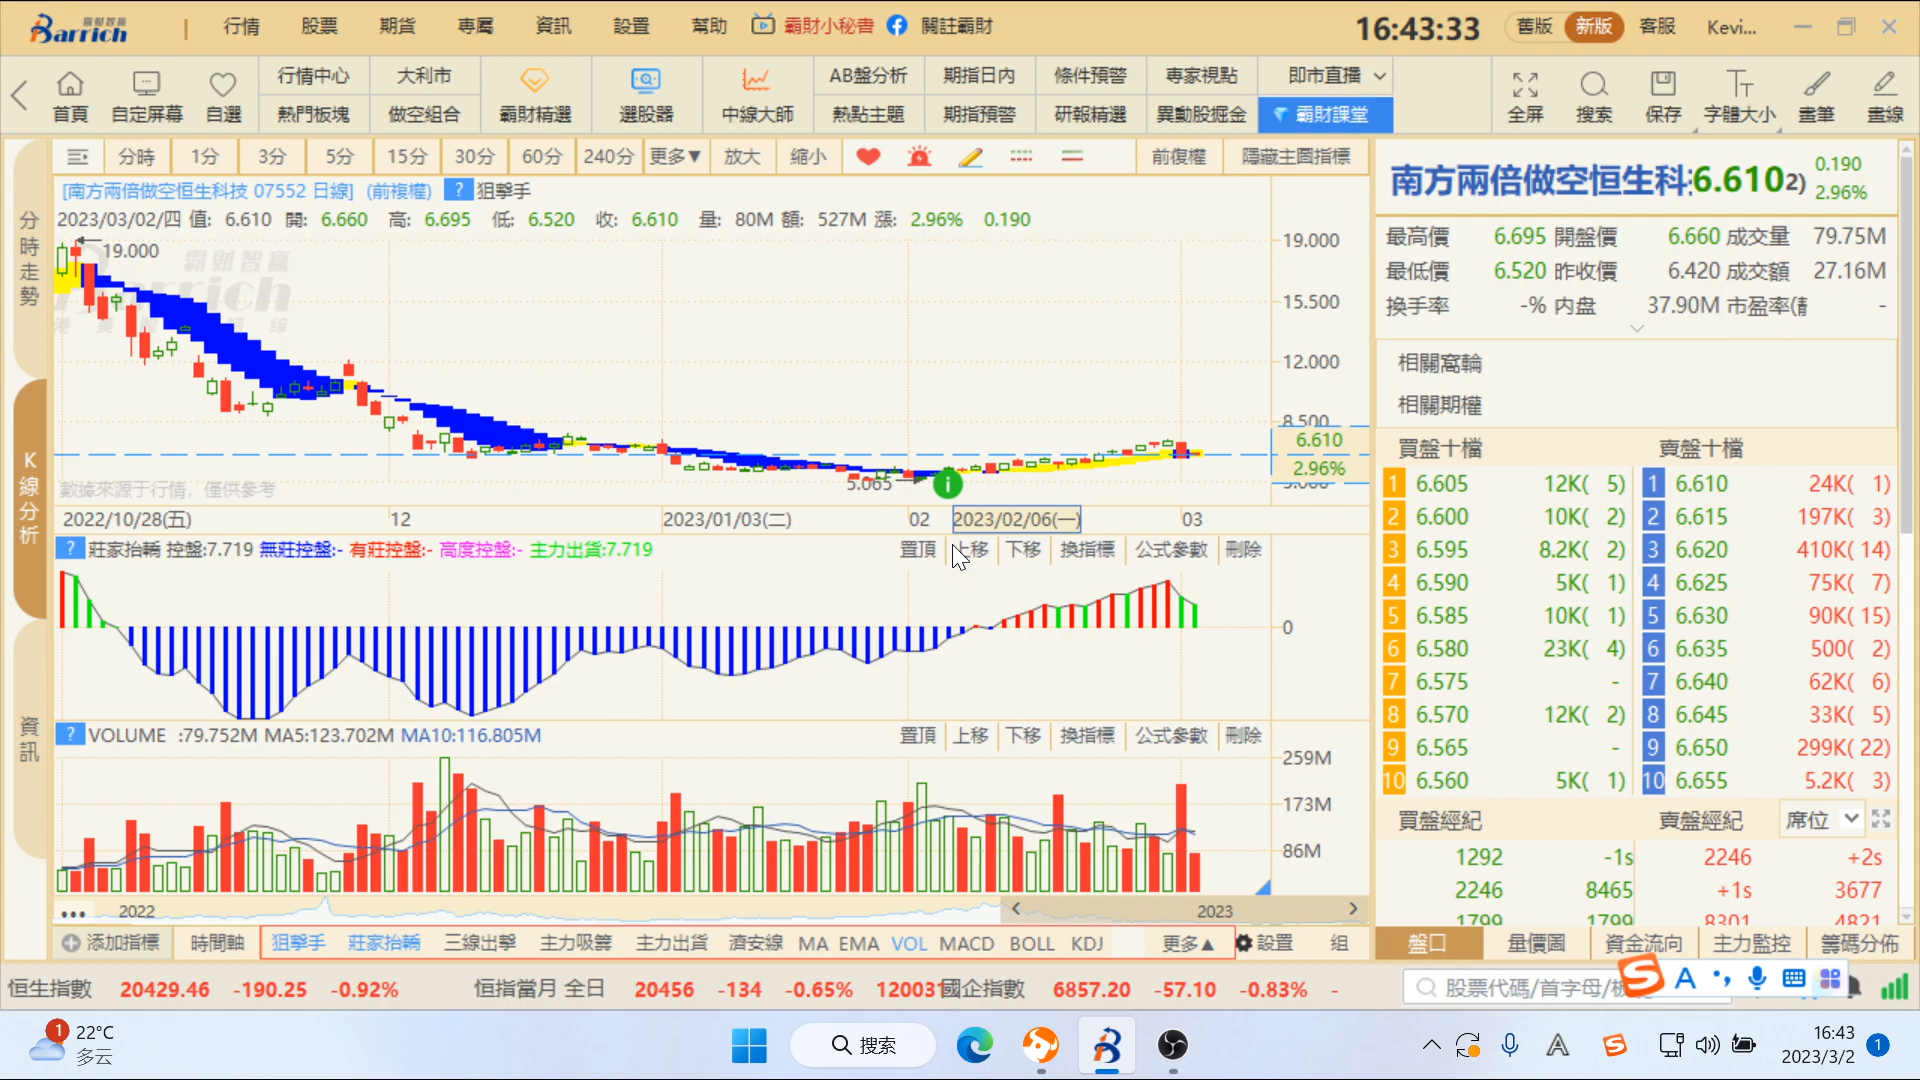 Barrich 行情 股票 期貨 專屬 資訊 設置 幫助 霸財小秘書 關註霸財 16:43:33 舊版 新版 客服 Kevi...
首頁 自定屏幕 自選 行情中心 大利市 霸財精選 選股器 中線大師 AB盤分析 期指日內 條件預警 專家視點 即市直播 全屏 搜索 保存 字體大小 畫筆 畫線
熱門板塊 做空組合 熱點主題 期指預警 研報精選 異動股掘金 霸財課堂
分時 1分 3分 5分 15分 30分 60分 240分 更多▼ 放大 縮小 前復權 隱藏主圖指標
分時走勢
K線分析
資訊
[南方兩倍做空恒生科技 07552 日線] (前複權) ? 狙擊手
2023/03/02/四 值: 6.610 開: 6.660 高: 6.695 低: 6.520 收: 6.610 量: 80M 額: 527M 漲: 2.96% 0.190
19.000
霸財智贏
Barrich
19.000
15.500
12.000
8.500
6.610
2.96%
5.065
數據來源于行情，僅供參考
2022/10/28(五) 12 2023/01/03(二) 02 2023/02/06(一) 03
? 莊家抬轎 控盤:7.719 無莊控盤:- 有莊控盤:- 高度控盤:- 主力出貨:7.719 置頂 上移 下移 換指標 公式參數 刪除
0
? VOLUME :79.752M MA5:123.702M MA10:116.805M 置頂 上移 下移 換指標 公式參數 刪除
259M
173M
86M
2022 2023
添加指標 時間軸 狙擊手 莊家抬轎 三線出擊 主力吸籌 主力出貨 濟安線 MA EMA VOL MACD BOLL KDJ 更多▲ 設置 组
南方兩倍做空恒生科 6.610 2) 0.190
2.96%
最高價 6.695 開盤價 6.660 成交量 79.75M
最低價 6.520 昨收價 6.420 成交額 27.16M
換手率 -% 内盘 37.90M 市盈率(靜 -
相關窩輪
相關期權
買盤十檔 賣盤十檔
1 6.605 12K( 5) 1 6.610 24K( 1)
2 6.600 10K( 2) 2 6.615 197K( 3)
3 6.595 8.2K( 2) 3 6.620 410K( 14)
4 6.590 5K( 1) 4 6.625 75K( 7)
5 6.585 10K( 1) 5 6.630 90K( 15)
6 6.580 23K( 4) 6 6.635 500( 2)
7 6.575 - 7 6.640 62K( 6)
8 6.570 12K( 2) 8 6.645 33K( 5)
9 6.565 - 9 6.650 299K( 22)
10 6.560 5K( 1) 10 6.655 5.2K( 3)
買盤經紀 賣盤經紀 席位
1292 -1s 2246 +2s
2246 8465 +1s 3677
1799 1799 8301 4821
盤口 量價圖 資金流向 主力監控 籌碼分佈
恒生指數 20429.46 -190.25 -0.92% 恒指當月 全日 20456 -134 -0.65% 120031 國企指數 6857.20 -57.10 -0.83% - 股票代碼/首字母/
1 22°C
多云
搜索
16:43
2023/3/2
1